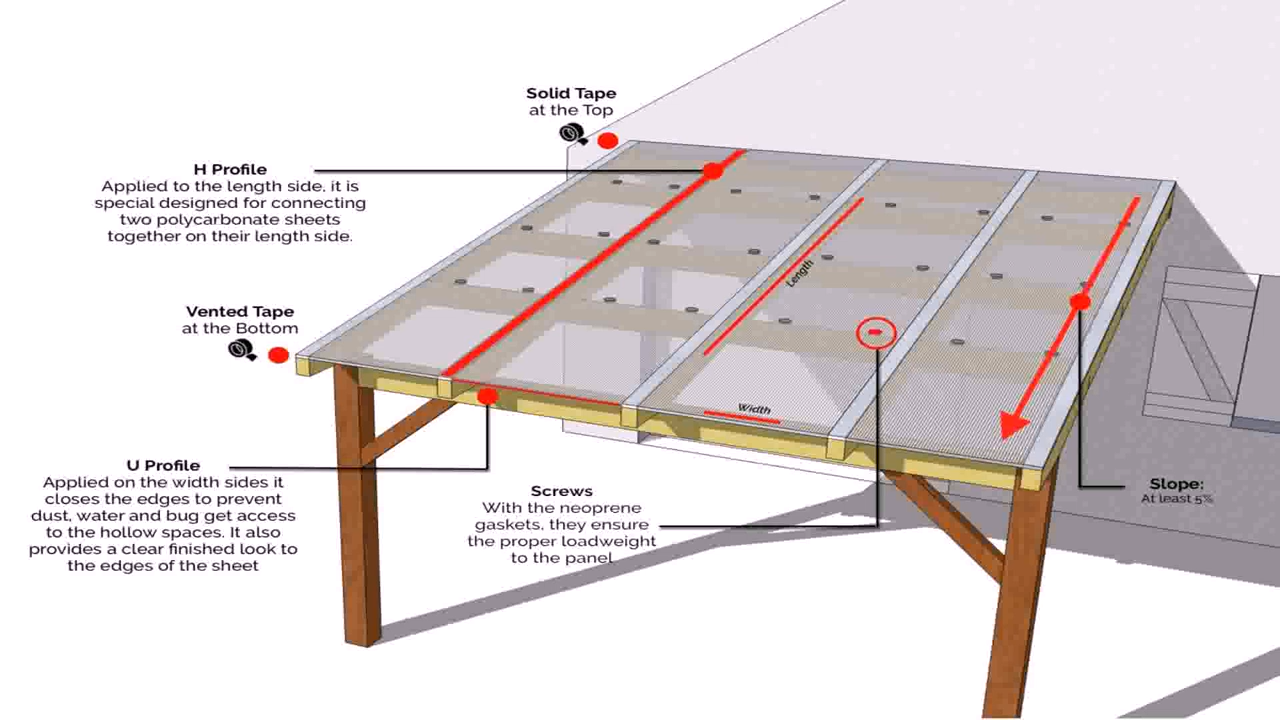 Solid Tape
at the Top
H Profile
Applied to the length side, it is
special designed for connecting
two polycarbonate sheets
together on their length side.
Length
Vented Tape
at the Bottom
Width
U Profile
Applied on the width sides it
closes the edges to prevent
dust, water and bug get access
to the hollow spaces. It also
provides a clear finished look to
the edges of the sheet
Screws
With the neoprene
gaskets, they ensure
the proper loadweight
to the panel.
Slope:
At least 5%